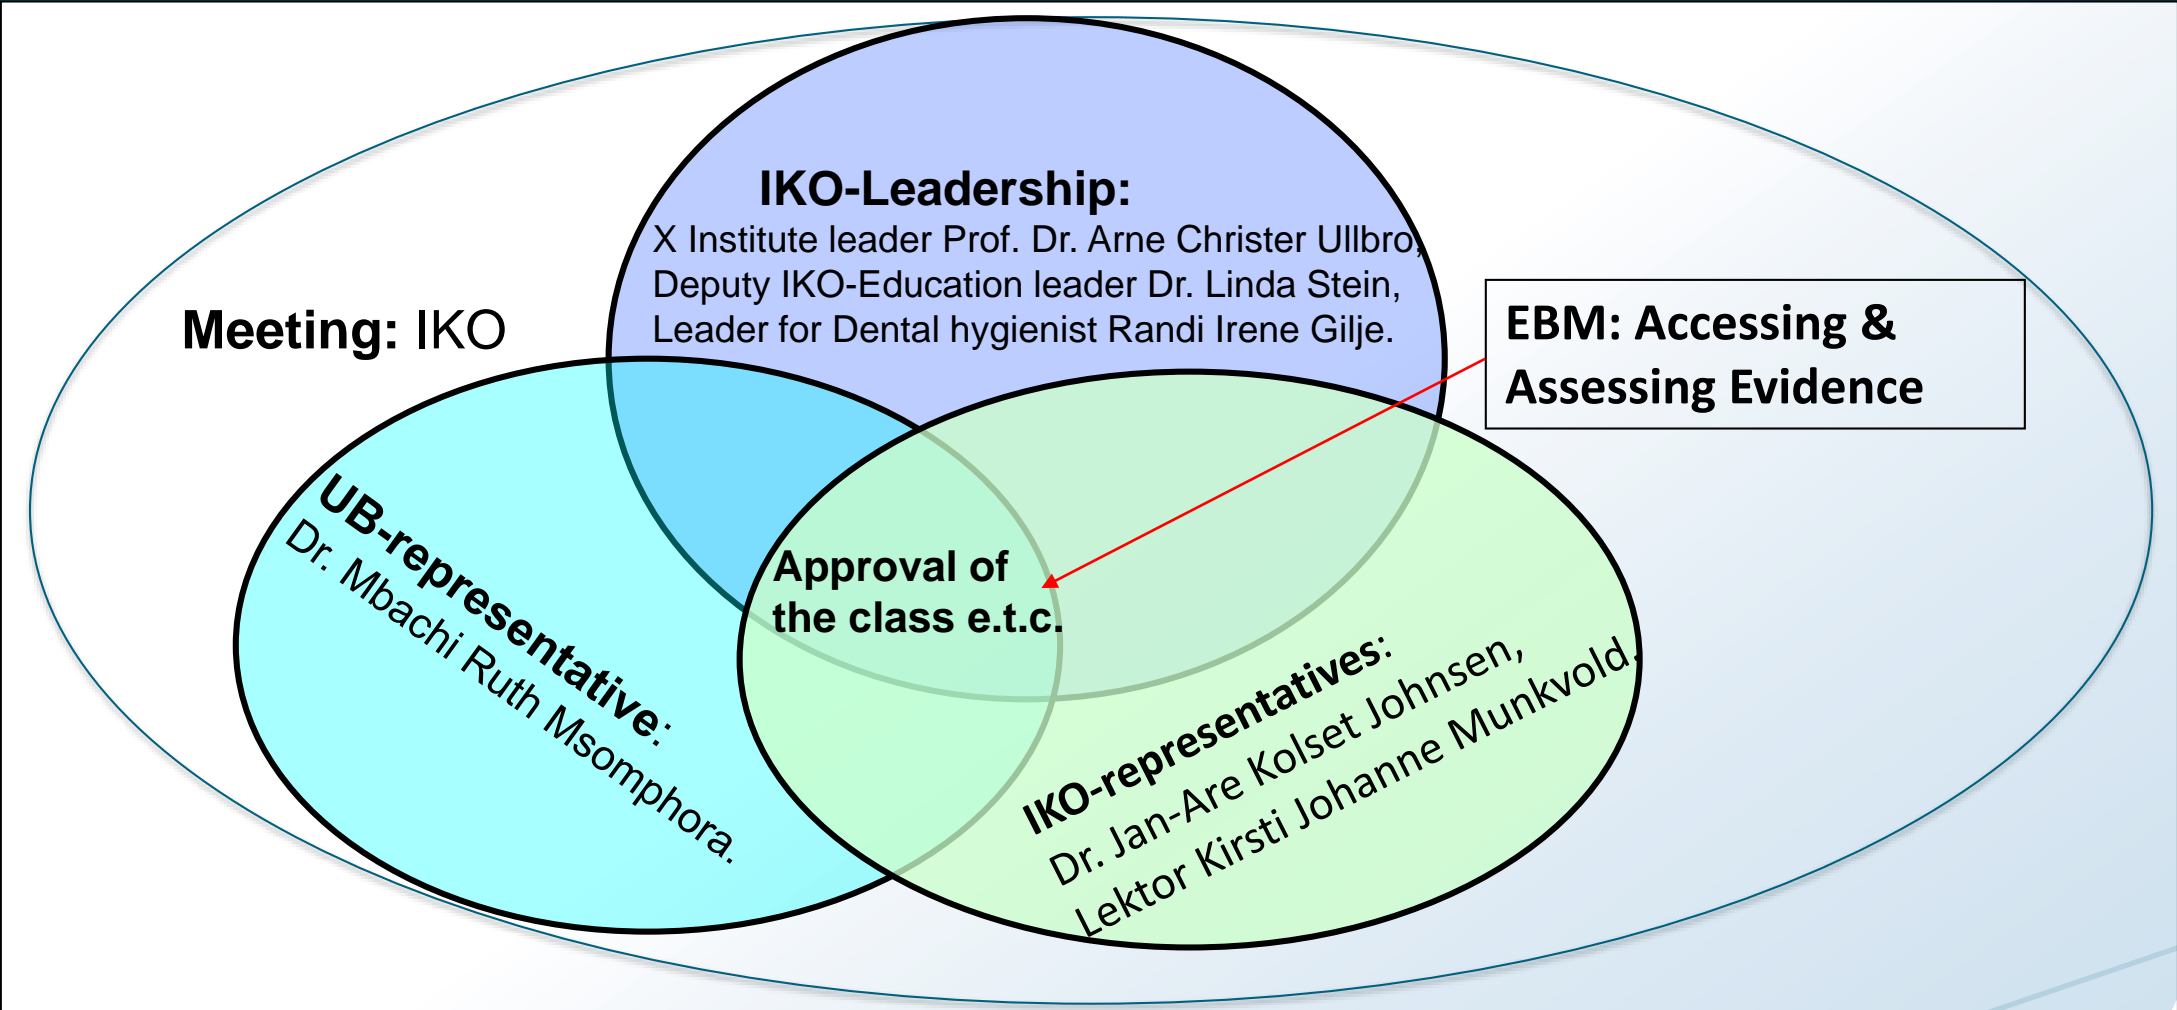 IKO-Leadership:
X Institute leader Prof. Dr. Arne Christer Ullbro,
Deputy IKO-Education leader Dr. Linda Stein,
Leader for Dental hygienist Randi Irene Gilje.
Meeting: IKO
EBM: Accessing &
Assessing Evidence
UB-representative:
Dr. Mbachi Ruth Msomphora.
Approval of
the class e.t.c.
IKO-representatives:
Dr. Jan-Are Kolset Johnsen,
Lektor Kirsti Johanne Munkvold.